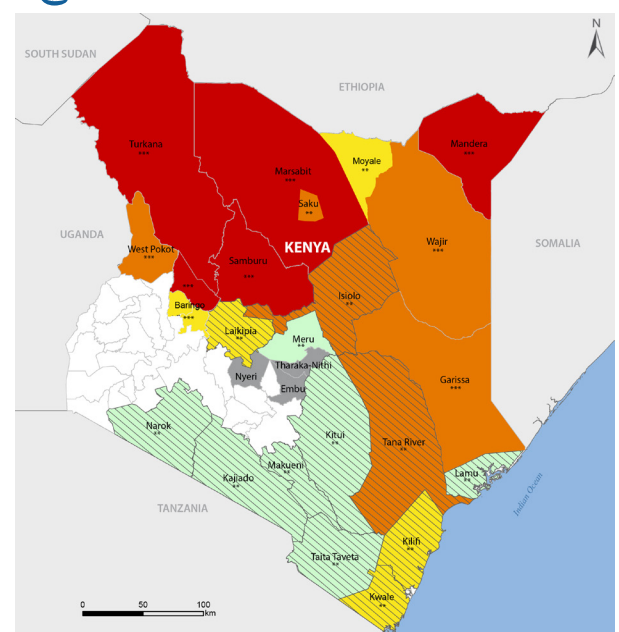 N
SOUTH SUDAN
ETHIOPIA
Turkana
***
Mandera
***
Moyale
**
Marsabit
***
Saku
**
UGANDA
West Pokot
***
KENYA
Wajir
***
SOMALIA
Samburu
***
***
Isiolo
**
Baringo
***
Laikipia
**
Meru
**
Tharaka-Nithi
Nyeri
Embu
Garissa
***
Narok
**
Kitui
**
Tana River
**
Makueni
**
Kajiado
**
Lamu
**
Indian Ocean
TANZANIA
Kilifi
**
Taita Taveta
**
Kwale
**
0 50 100
km